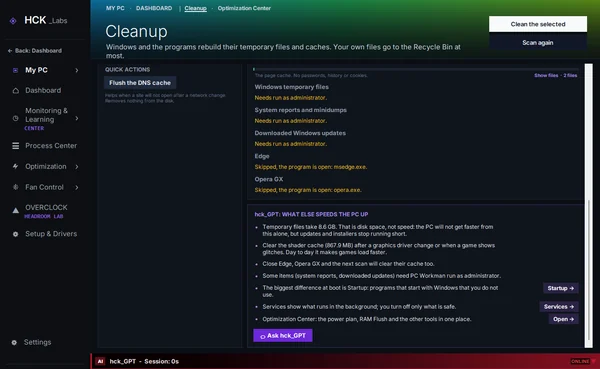 HCK _Labs
MY PC · DASHBOARD | Cleanup · Optimization Center
Cleanup
Windows and the programs rebuild their temporary files and caches. Your own files go to the Recycle Bin at
most.
Clean the selected
Scan again
← Back: Dashboard
My PC
Dashboard
Monitoring &
Learning
CENTER
Process Center
Optimization
Fan Control
OVERCLOCK
HEADROOM LAB
Setup & Drivers
Settings
QUICK ACTIONS
Flush the DNS cache
Helps when a site will not open after a network change.
Removes nothing from the disk.
The page cache. No passwords, history or cookies.
Show files · 2 files
Windows temporary files
Needs run as administrator.
System reports and minidumps
Needs run as administrator.
Downloaded Windows updates
Needs run as administrator.
Edge
Skipped, the program is open: msedge.exe.
Opera GX
Skipped, the program is open: opera.exe.
hck_GPT: WHAT ELSE SPEEDS THE PC UP
• Temporary files take 8.6 GB. That is disk space, not speed: the PC will not get faster from
this alone, but updates and installers stop running short.
• Clear the shader cache (867.9 MB) after a graphics driver change or when a game shows
glitches. Day to day it makes games load faster.
• Close Edge, Opera GX and the next scan will clear their cache too.
• Some items (system reports, downloaded updates) need PC Workman run as administrator.
• The biggest difference at boot is Startup: programs that start with Windows that you do not
use.
Startup →
• Services show what runs in the background; you turn off only what is safe.
Services →
• Optimization Center: the power plan, RAM Flush and the other tools in one place.
Open →
Ask hck_GPT
AI hck_GPT - Session: 0s
ONLINE